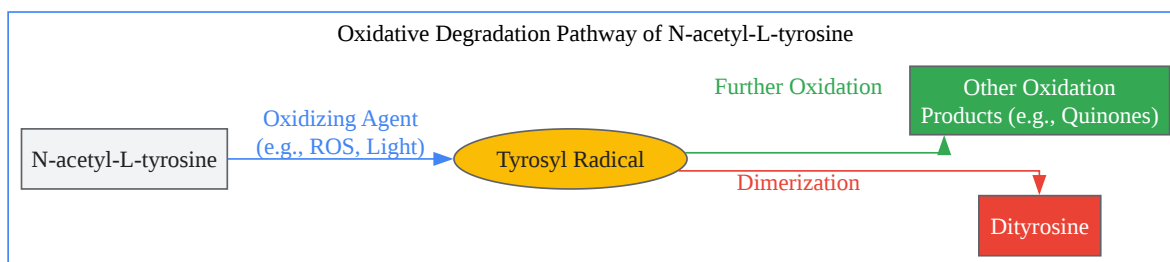 Oxidative Degradation Pathway of N-acetyl-L-tyrosine
N-acetyl-L-tyrosine
Oxidizing Agent
(e.g., ROS, Light)
Tyrosyl Radical
Further Oxidation
Other Oxidation
Products (e.g., Quinones)
Dimerization
Dityrosine